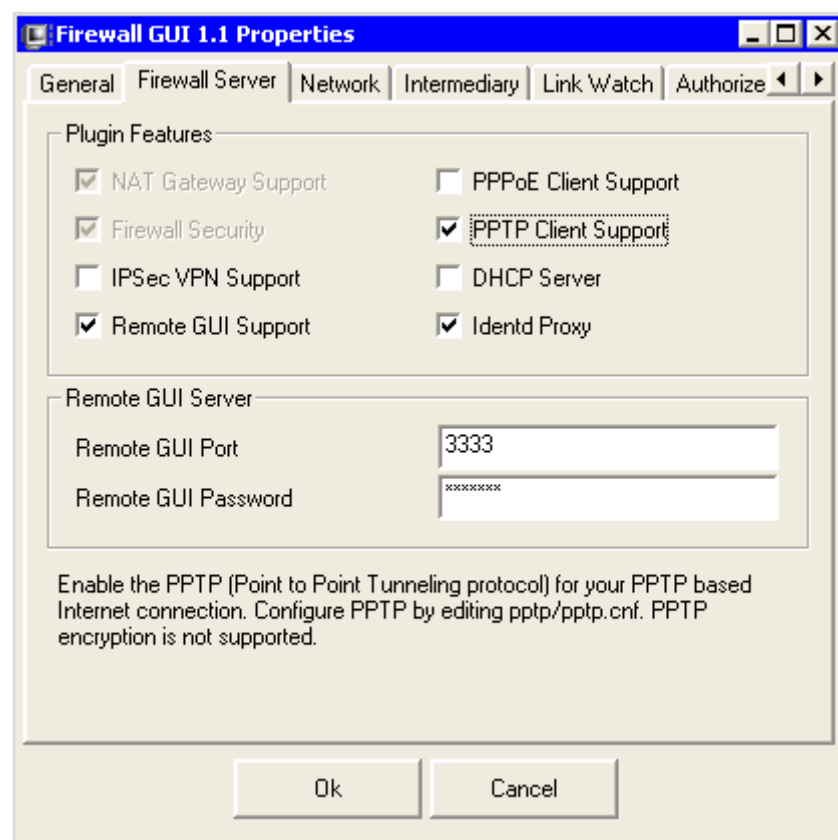 Firewall GUI 1.1 Properties
General Firewall Server Network Intermediary Link Watch Authorize
Plugin Features
NAT Gateway Support PPPoE Client Support
Firewall Security PPTP Client Support
IPSec VPN Support DHCP Server
Remote GUI Support Identd Proxy
Remote GUI Server
Remote GUI Port 3333
Remote GUI Password *******
Enable the PPTP (Point to Point Tunneling protocol) for your PPTP based
Internet connection. Configure PPTP by editing pptp/pptp.cnf. PPTP
encryption is not supported.
Ok Cancel